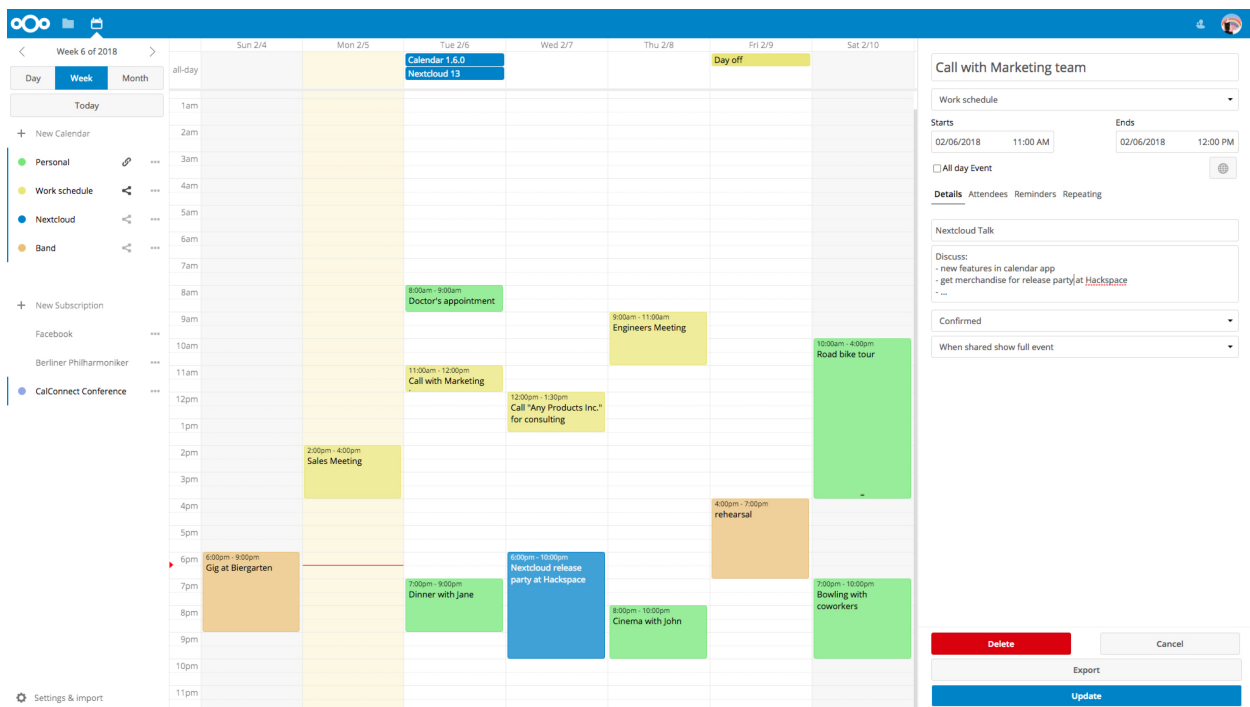 Week 6 of 2018
Day Week Month
Today
+ New Calendar
Personal
Work schedule
Nextcloud
Band
+ New Subscription
Facebook
Berliner Philharmoniker
CalConnect Conference
Settings & import
Sun 2/4 Mon 2/5 Tue 2/6 Wed 2/7 Thu 2/8 Fri 2/9 Sat 2/10
all-day
Calendar 1.6.0
Nextcloud 13
Day off
1am
2am
3am
4am
5am
6am
7am
8am
9am
10am
11am
12pm
1pm
2pm
3pm
4pm
5pm
6pm
7pm
8pm
9pm
10pm
11pm
6:00pm - 9:00pm
Gig at Biergarten
2:00pm - 4:00pm
Sales Meeting
8:00am - 9:00am
Doctor's appointment
11:00am - 12:00pm
Call with Marketing
7:00pm - 9:00pm
Dinner with Jane
12:00pm - 1:30pm
Call "Any Products Inc."
for consulting
6:00pm - 10:00pm
Nextcloud release
party at Hackspace
9:00am - 11:00am
Engineers Meeting
8:00pm - 10:00pm
Cinema with John
4:00pm - 7:00pm
rehearsal
10:00am - 4:00pm
Road bike tour
7:00pm - 10:00pm
Bowling with
coworkers
Call with Marketing team
Work schedule
Starts Ends
02/06/2018 11:00 AM 02/06/2018 12:00 PM
All day Event
Details Attendees Reminders Repeating
Nextcloud Talk
Discuss:
- new features in calendar app
- get merchandise for release party at Hackspace
- ...
Confirmed
When shared show full event
Delete Cancel
Export
Update